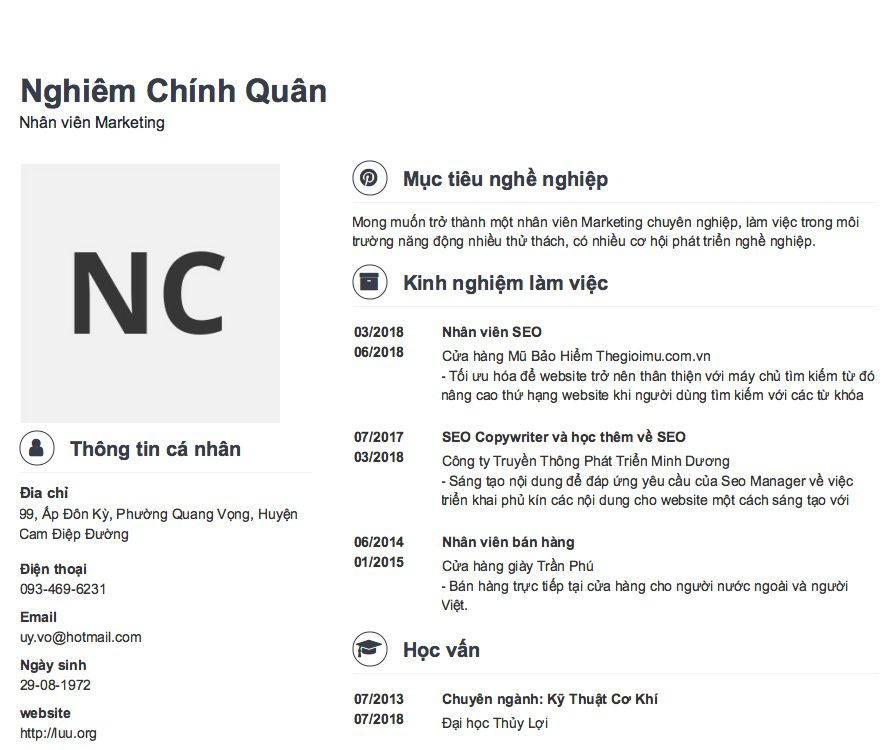 Nghiêm Chính Quân
Nhân viên Marketing
NC
Thông tin cá nhân
Đia chỉ
99, Ấp Đôn Kỳ, Phường Quang Vọng, Huyện
Cam Điệp Đường
Điện thoại
093-469-6231
Email
uy.vo@hotmail.com
Ngày sinh
29-08-1972
website
http://luu.org
Mục tiêu nghề nghiệp
Mong muốn trở thành một nhân viên Marketing chuyên nghiệp, làm việc trong môi
trường năng động nhiều thử thách, có nhiều cơ hội phát triển nghề nghiệp.
Kinh nghiệm làm việc
03/2018 Nhân viên SEO
06/2018 Cửa hàng Mũ Bảo Hiểm Thegioimu.com.vn
- Tối ưu hóa để website trở nên thân thiện với máy chủ tìm kiếm từ đó
nâng cao thứ hạng website khi người dùng tìm kiếm với các từ khóa
07/2017 SEO Copywriter và học thêm về SEO
03/2018 Công ty Truyền Thông Phát Triển Minh Dương
- Sáng tạo nội dung để đáp ứng yêu cầu của Seo Manager về việc
triển khai phủ kín các nội dung cho website một cách sáng tạo với
06/2014 Nhân viên bán hàng
01/2015 Cửa hàng giày Trần Phú
- Bán hàng trực tiếp tại cửa hàng cho người nước ngoài và người
Việt.
Học vấn
07/2013 Chuyên ngành: Kỹ Thuật Cơ Khí
07/2018 Đại học Thủy Lợi